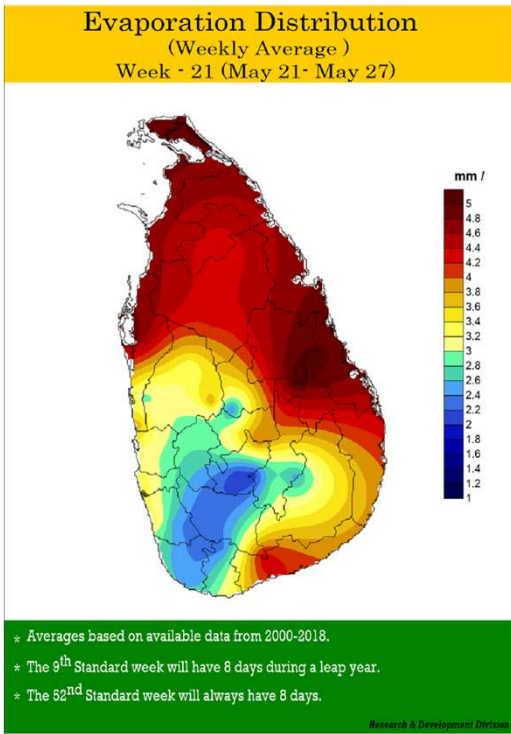 Evaporation Distribution
(Weekly Average )
Week - 21 (May 21- May 27)
mm /
5
4.8
4.6
4.4
4.2
4
3.8
3.6
3.4
3.2
3
2.8
2.6
2.4
2.2
2
1.8
1.6
1.4
1.2
1
* Averages based on available data from 2000-2018.
* The 9th Standard week will have 8 days during a leap year.
* The 52nd Standard week will always have 8 days.
Research & Development Division